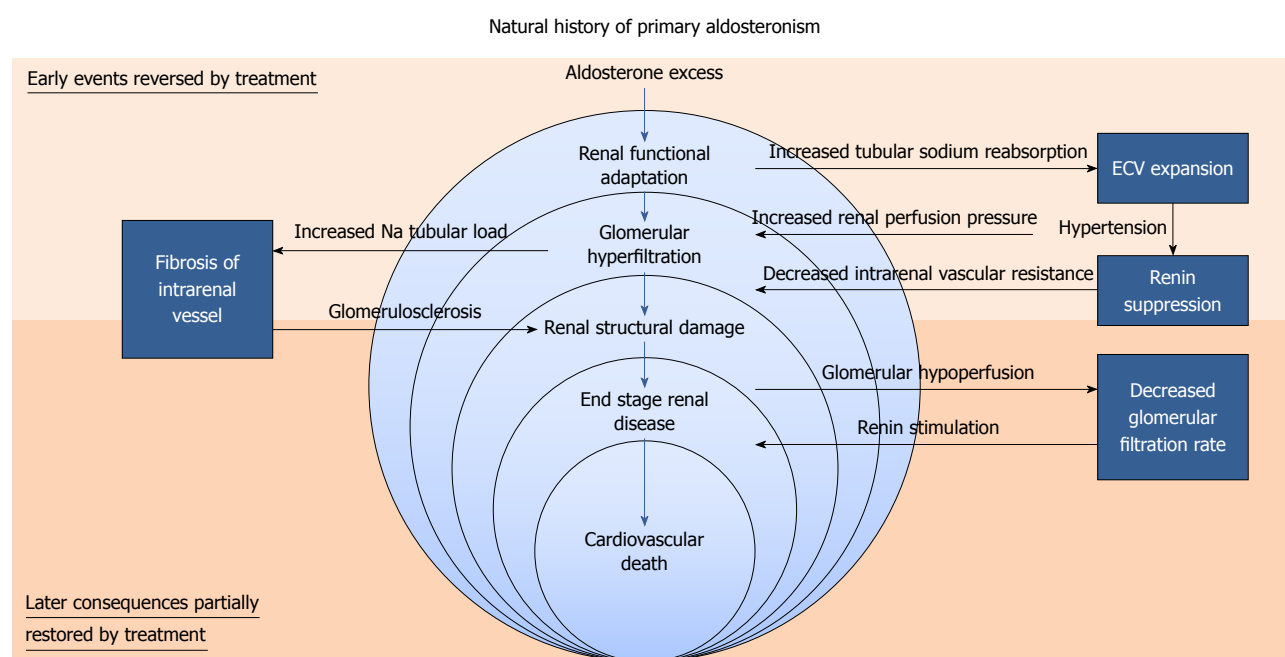 Natural history of primary aldosteronism
Early events reversed by treatment
Aldosterone excess
Renal functional
adaptation
Increased tubular sodium reabsorption
ECV expansion
Increased renal perfusion pressure
Hypertension
Glomerular
hyperfiltration
Increased Na tubular load
Fibrosis of
intrarenal
vessel
Decreased intrarenal vascular resistance
Renin
suppression
Glomerulosclerosis
Renal structural damage
Glomerular hypoperfusion
Decreased
glomerular
filtration rate
End stage renal
disease
Renin stimulation
Cardiovascular
death
Later consequences partially
restored by treatment